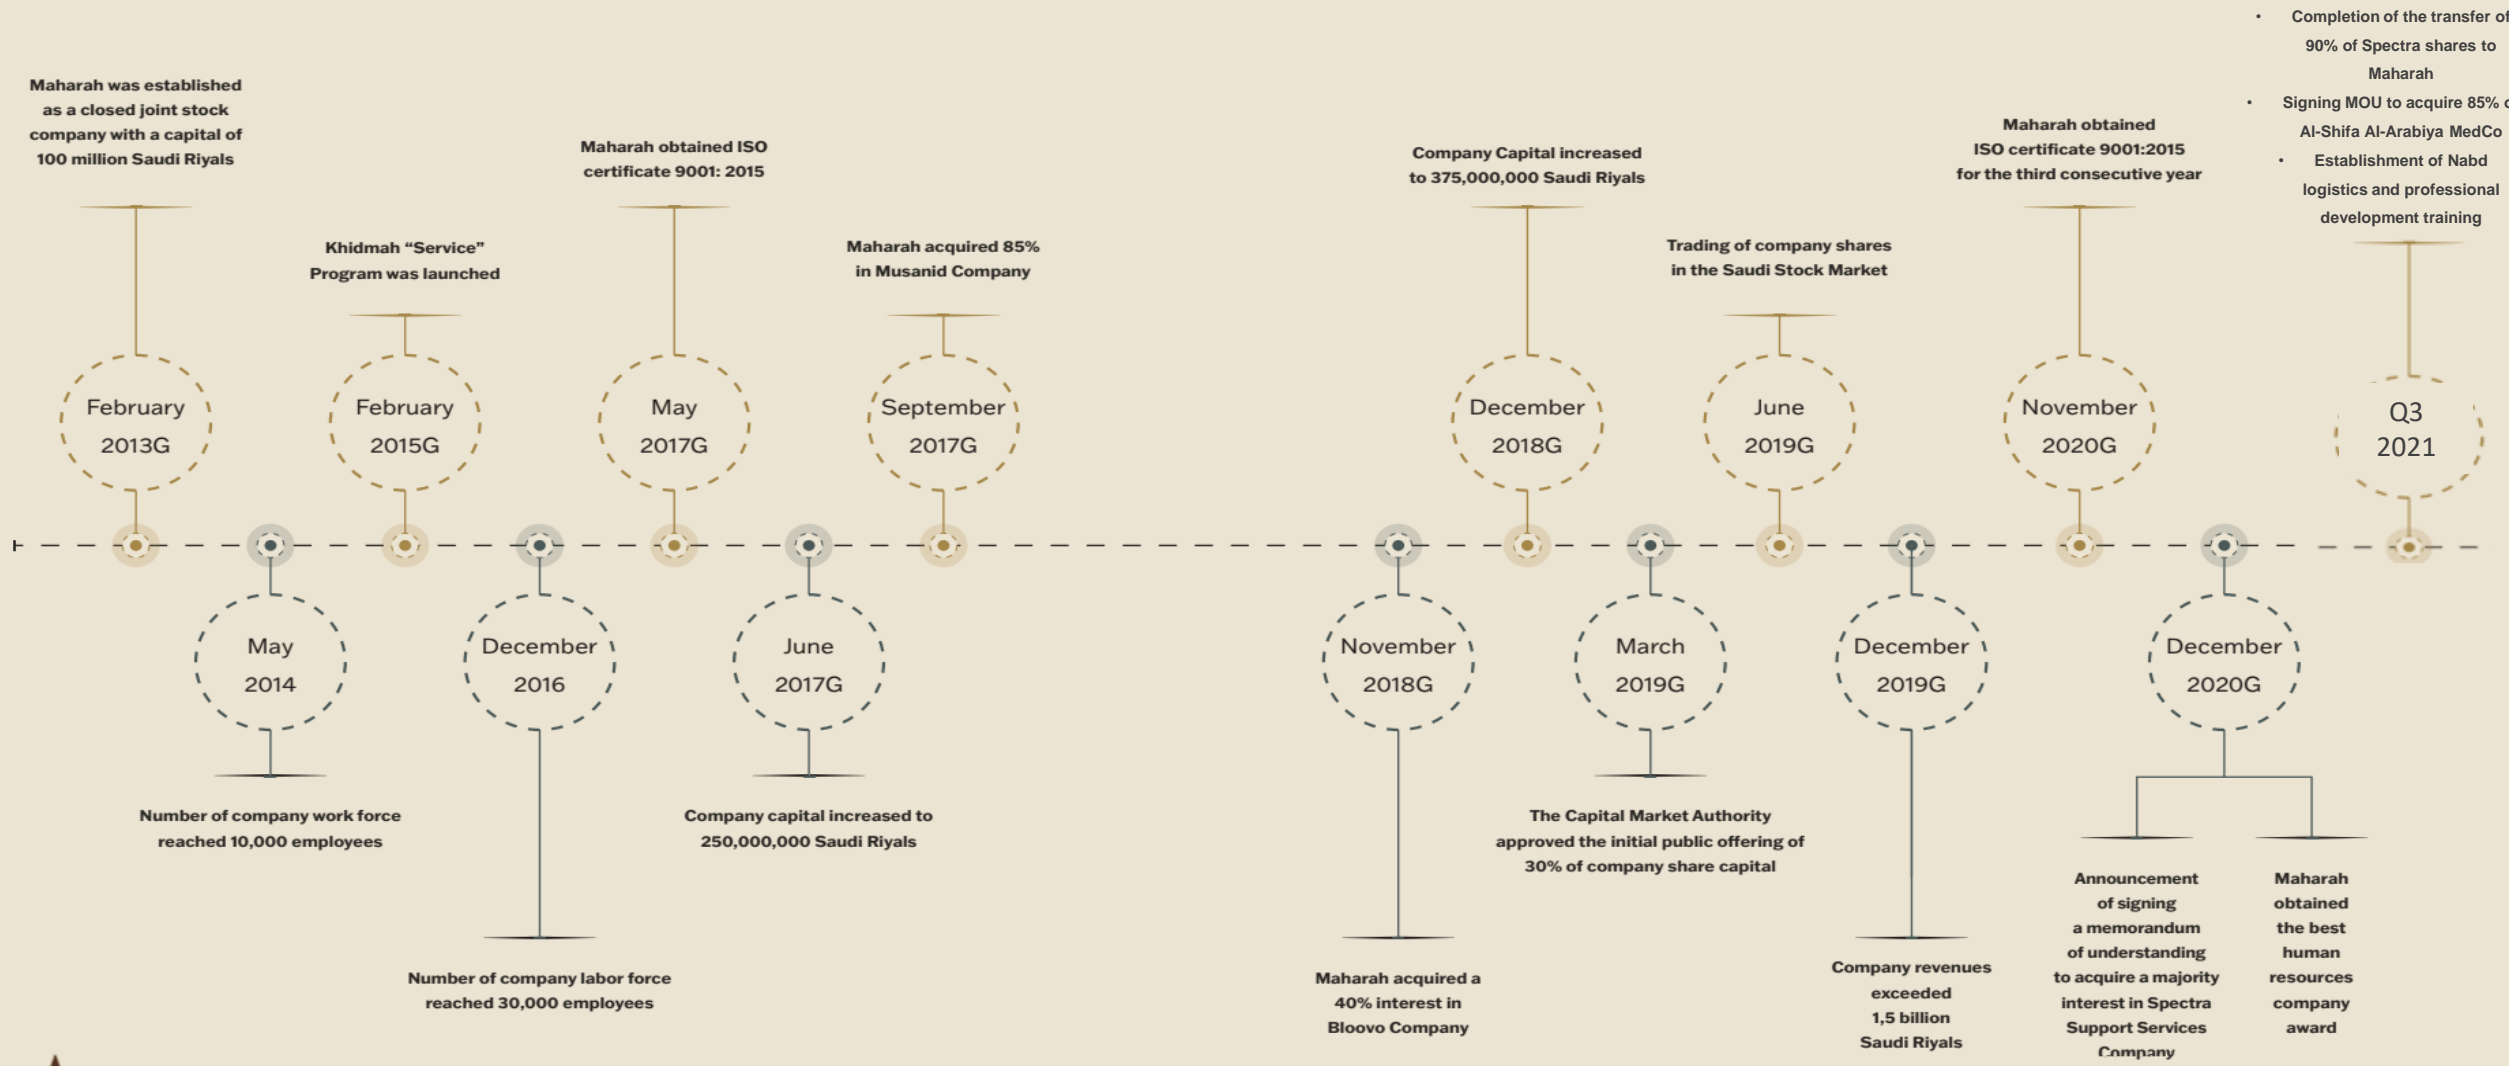 Maharah was established
as a closed joint stock
company with a capital of
100 million Saudi Riyals
February
2013G
May
2014
Number of company work force
reached 10,000 employees
Khidmah “Service”
Program was launched
February
2015G
December
2016
Number of company labor force
reached 30,000 employees
Maharah obtained ISO
certificate 9001: 2015
May
2017G
June
2017G
Company capital increased to
250,000,000 Saudi Riyals
Maharah acquired 85%
in Musanid Company
September
2017G
November
2018G
Maharah acquired a
40% interest in
Bloovo Company
Company Capital increased
to 375,000,000 Saudi Riyals
December
2018G
March
2019G
The Capital Market Authority
approved the initial public offering of
30% of company share capital
Trading of company shares
in the Saudi Stock Market
June
2019G
December
2019G
Company revenues
exceeded
1,5 billion
Saudi Riyals
Maharah obtained
ISO certificate 9001:2015
for the third consecutive year
November
2020G
December
2020G
Announcement
of signing
a memorandum
of understanding
to acquire a majority
interest in Spectra
Support Services
Company
Maharah
obtained
the best
human
resources
company
award
• Completion of the transfer of
90% of Spectra shares to
Maharah
• Signing MOU to acquire 85%
Al-Shifa Al-Arabiya MedCo
• Establishment of Nabd
logistics and professional
development training
Q3
2021